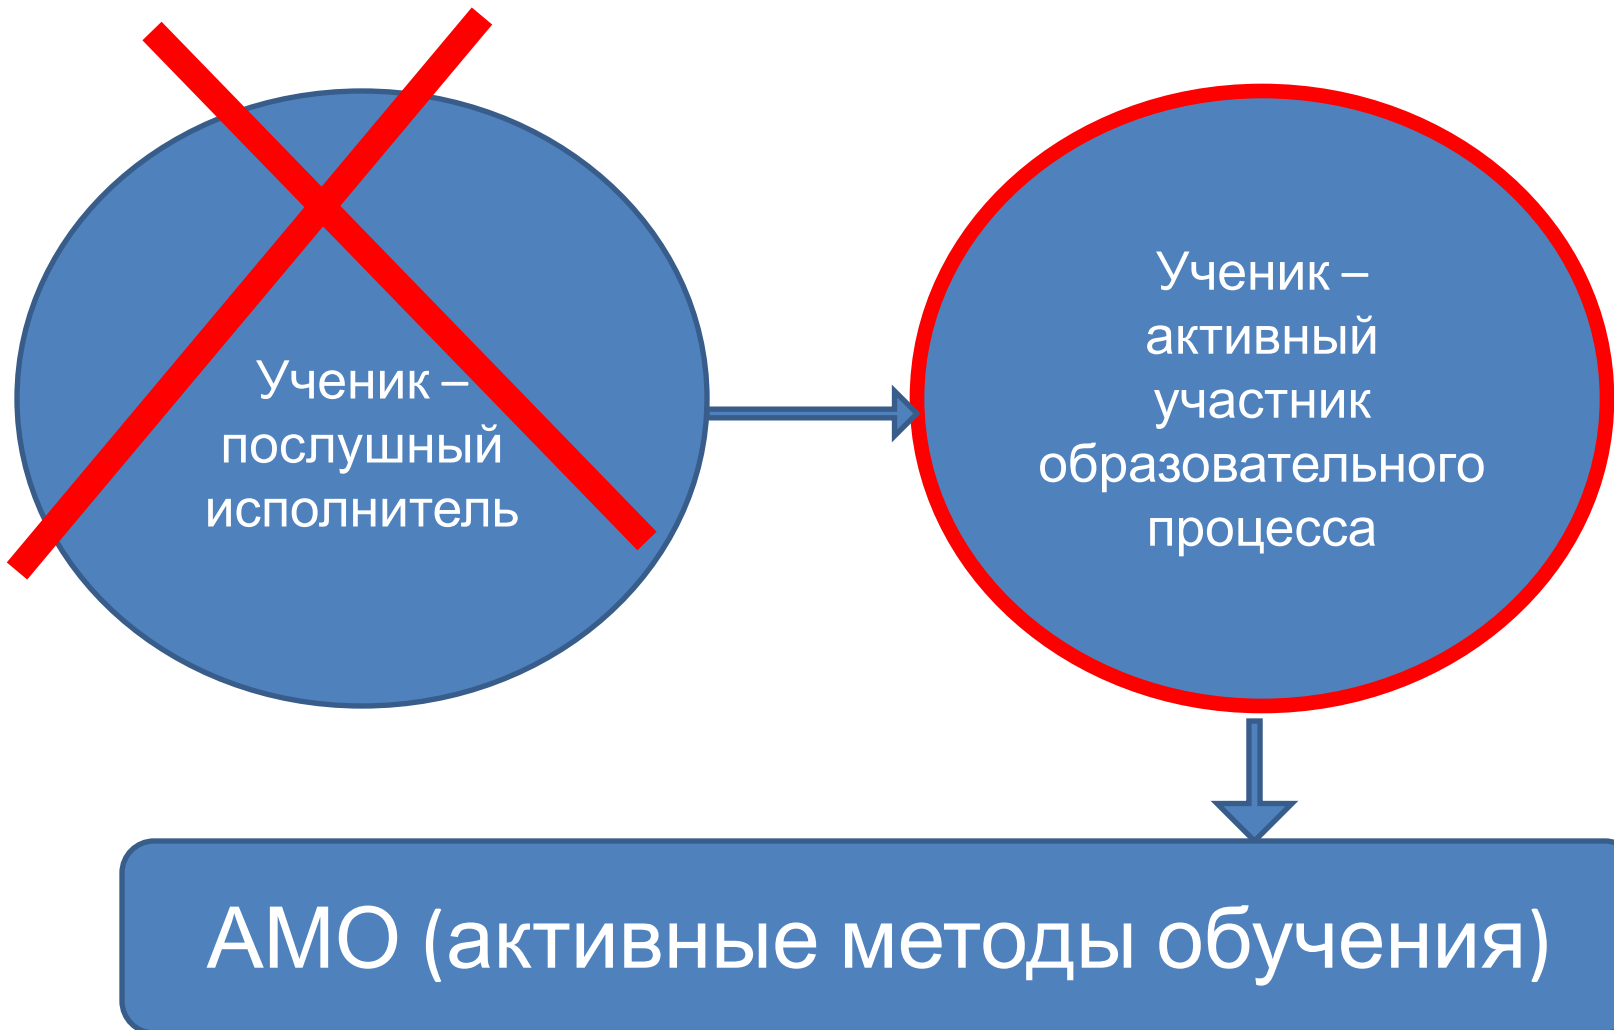 Ученик –
послушный
исполнитель
Ученик –
активный
участник
образовательного
процесса
АМО (активные методы обучения)